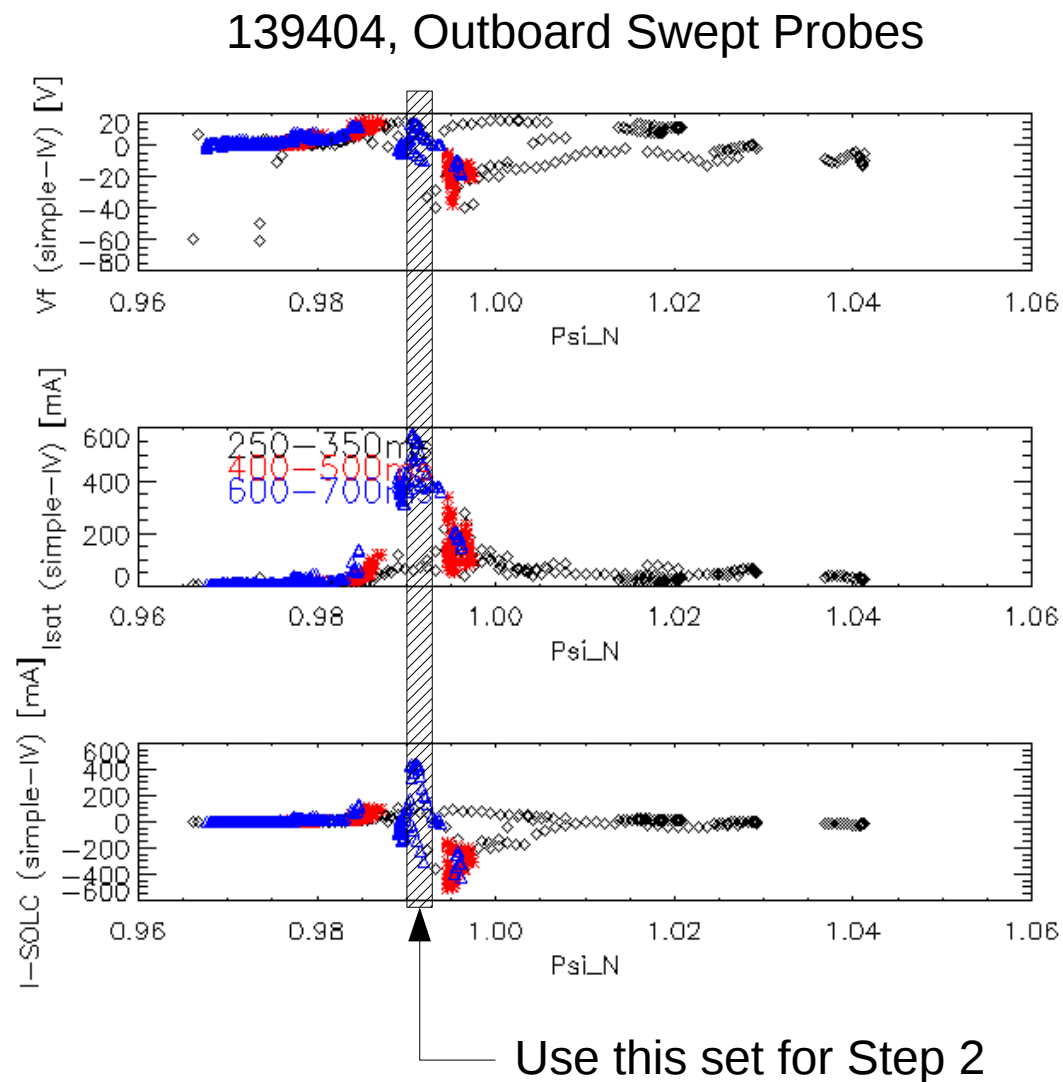 139404, Outboard Swept Probes
Vf (simple-IV) [V]
20
0
-20
-40
-60
-80
0.96 0.98 1.00 1.02 1.04 1.06
Psi_N
Isat (simple-IV) [mA]
600
400
200
0
250-350m
400-500m
600-700m
0.96 0.98 1.00 1.02 1.04 1.06
Psi_N
I-SOLC (simple-IV) [mA]
600
400
200
0
-200
-400
-600
0.96 0.98 1.00 1.02 1.04 1.06
Psi_N
Use this set for Step 2